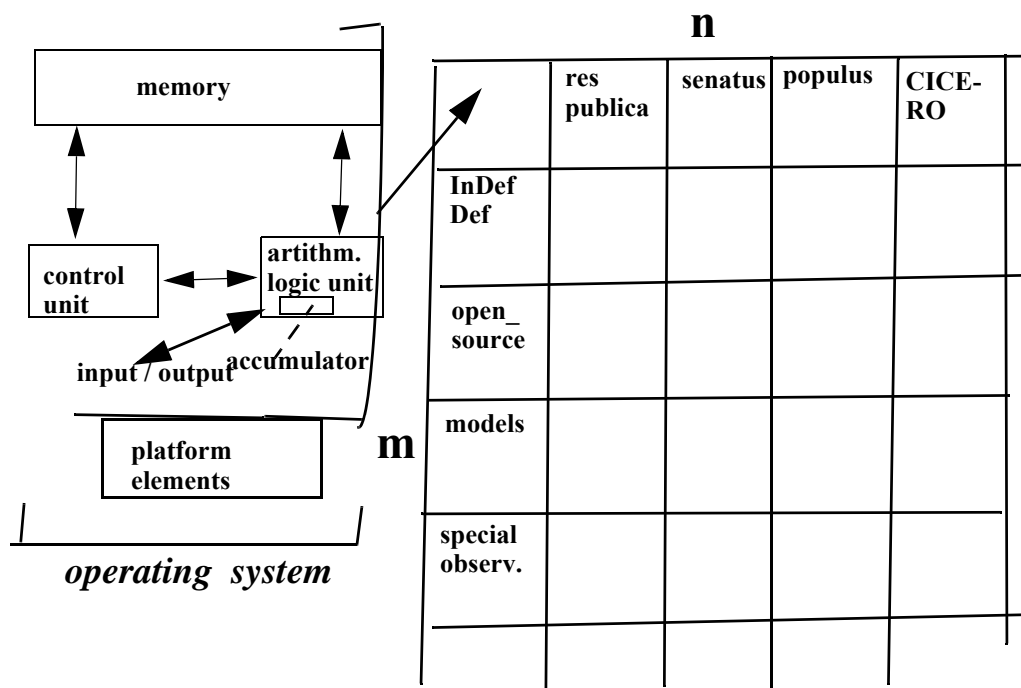 memory
control
unit
artithm.
logic unit
accumulator
input / output
platform
elements
operating system
n
m
res
publica
senatus
populus
CICE-
RO
InDef
Def
open_
source
models
special
observ.